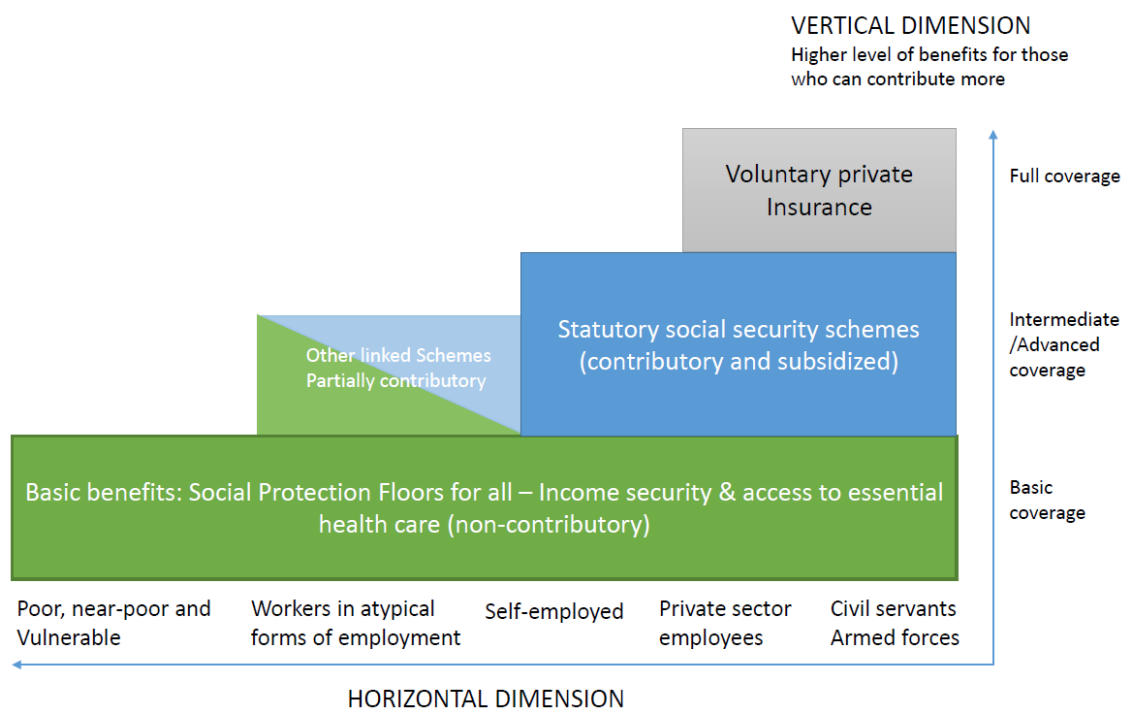 VERTICAL DIMENSION
Higher level of benefits for those
who can contribute more
Voluntary private
Insurance
Full coverage
Statutory social security schemes
(contributory and subsidized)
Intermediate
/Advanced
coverage
Other linked Schemes
Partially contributory
Basic benefits: Social Protection Floors for all – Income security & access to essential
health care (non-contributory)
Basic
coverage
Poor, near-poor and
Vulnerable
Workers in atypical
forms of employment
Self-employed
Private sector
employees
Civil servants
Armed forces
HORIZONTAL DIMENSION